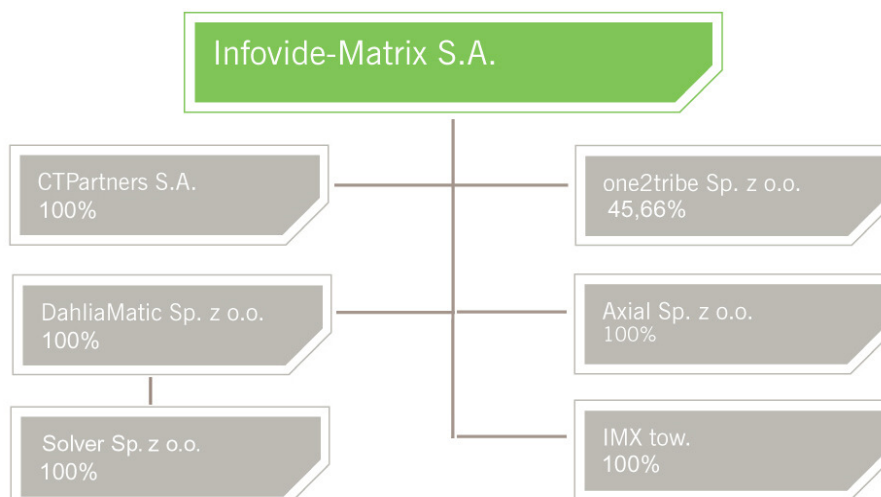 Infovide-Matrix S.A.
CTPartners S.A.
100%
one2tribe Sp. z o.o.
45,66%
DahliaMatic Sp. z o.o.
100%
Axial Sp. z o.o.
100%
Solver Sp. z o.o.
100%
IMX tow.
100%